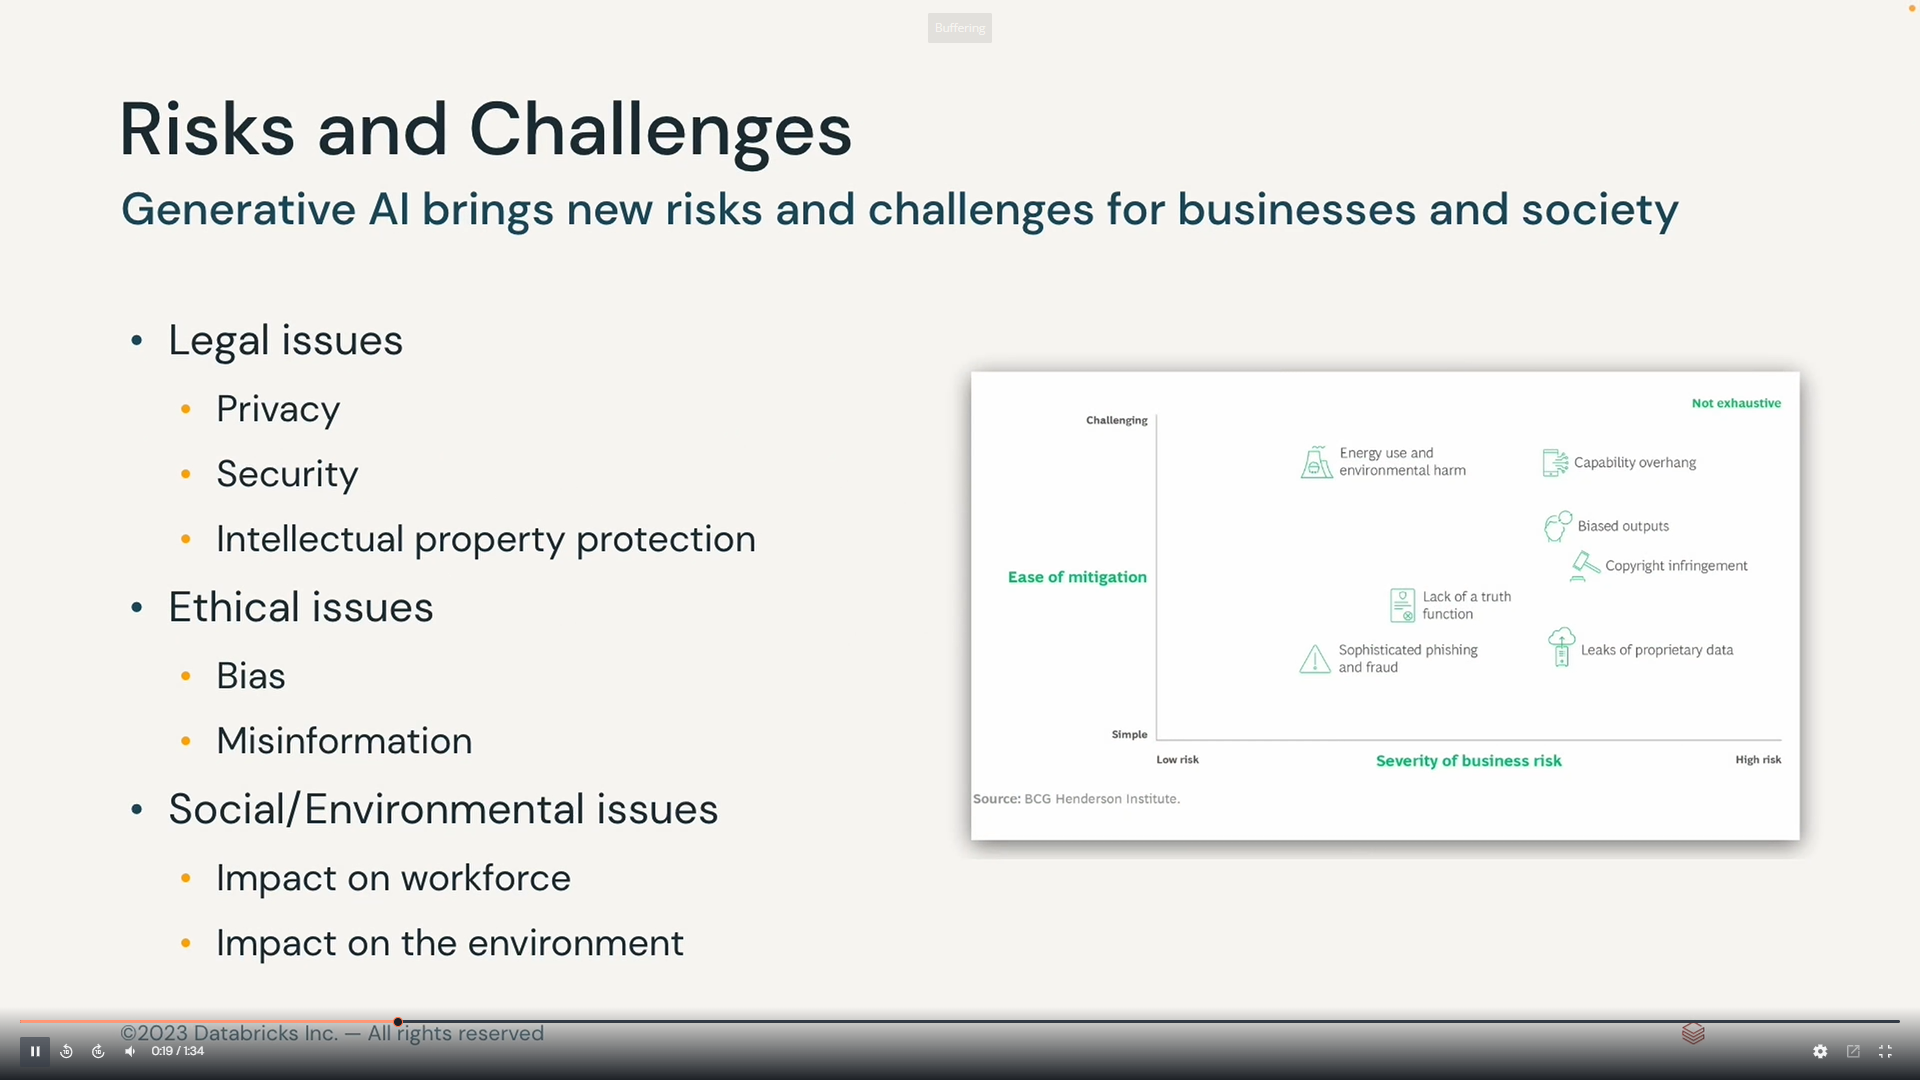 Buffering
Risks and Challenges
Generative AI brings new risks and challenges for businesses and society
• Legal issues
• Privacy
• Security
• Intellectual property protection
• Ethical issues
• Bias
• Misinformation
• Social/Environmental issues
• Impact on workforce
• Impact on the environment
Not exhaustive
Challenging
Energy use and
environmental harm
Capability overhang
Biased outputs
Copyright infringement
Ease of mitigation
Lack of a truth
function
Sophisticated phishing
and fraud
Leaks of proprietary data
Simple
Low risk
Severity of business risk
High risk
Source: BCG Henderson Institute.
©2023 Databricks Inc. — All rights reserved
10
10
0:19 / 1:34